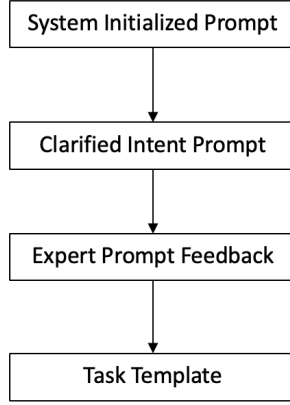 System Initialized Prompt
Clarified Intent Prompt
Expert Prompt Feedback
Task Template